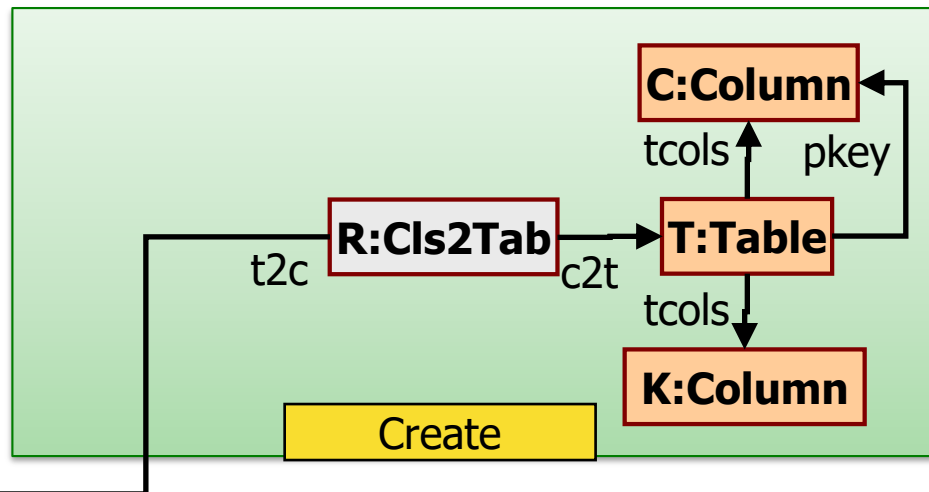 C:Column
tcols
pkey
R:Cls2Tab
T:Table
t2c
c2t
tcols
K:Column
Create